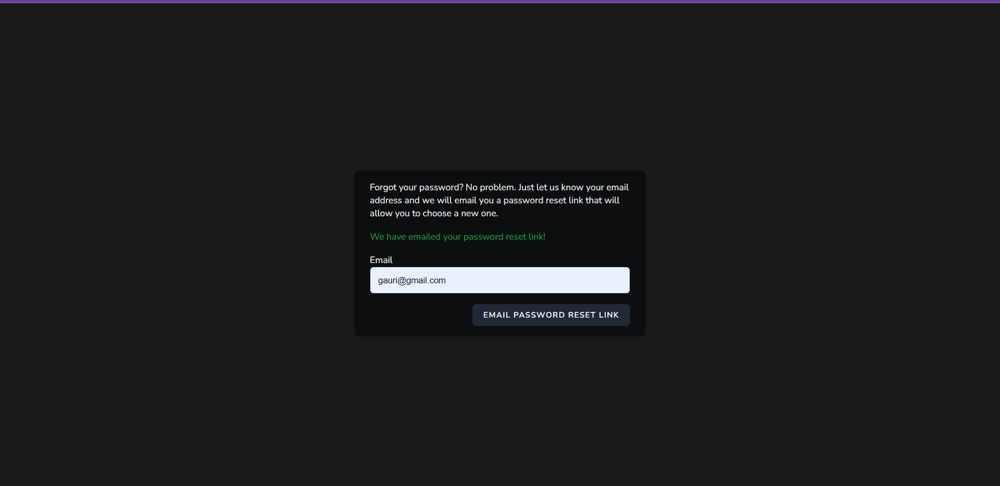 Forgot your password? No problem. Just let us know your email
address and we will email you a password reset link that will
allow you to choose a new one.
We have emailed your password reset link!
Email
gauri@gmail.com
EMAIL PASSWORD RESET LINK